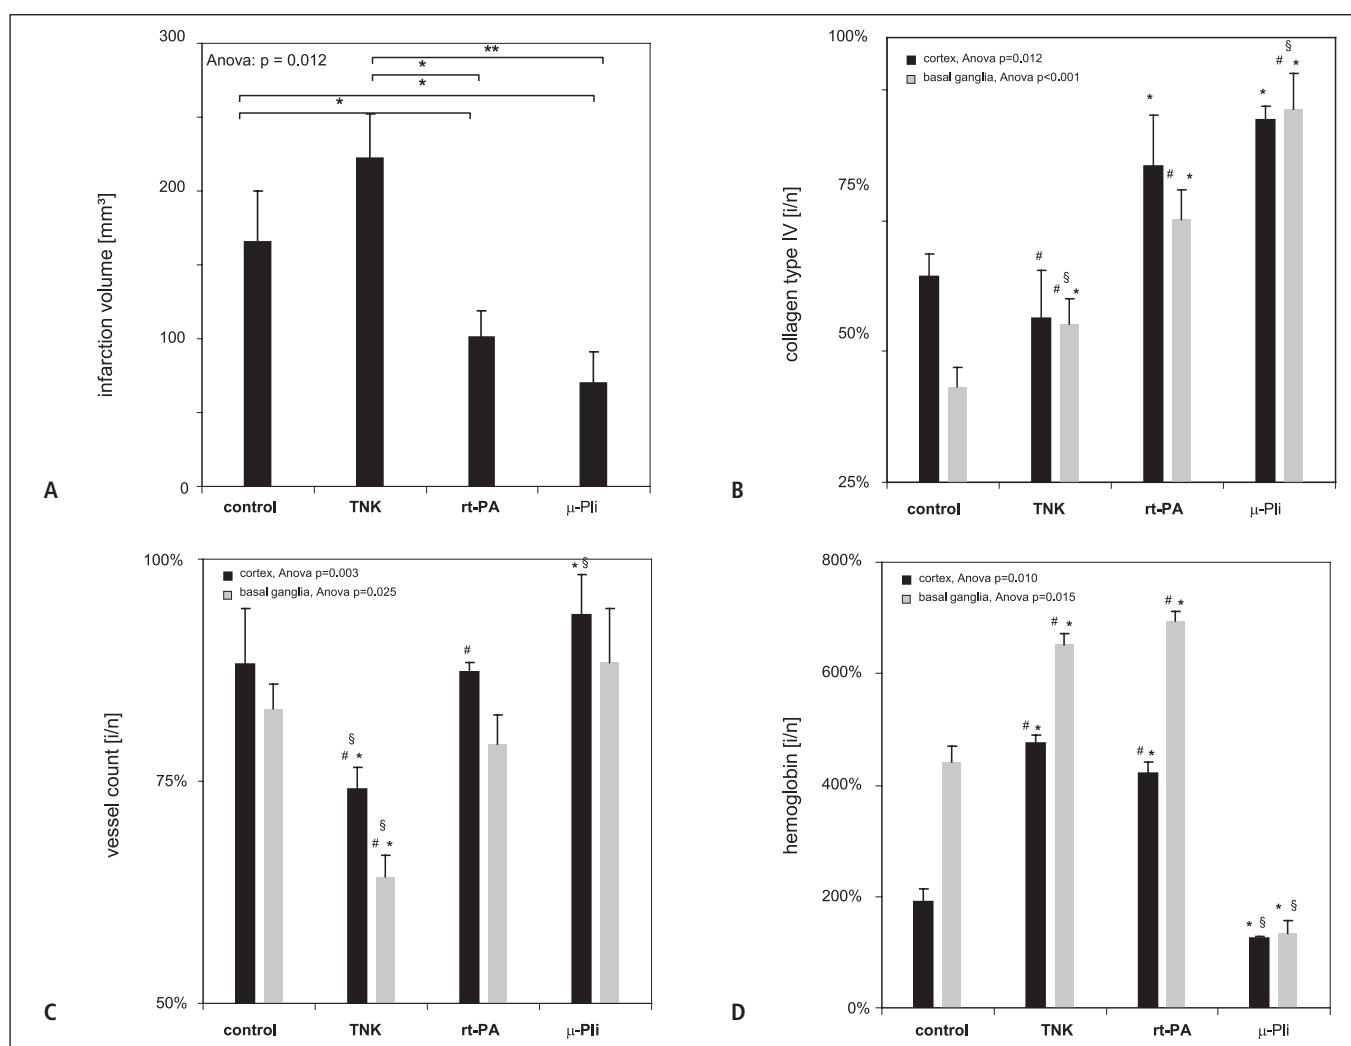 300
Anova: p = 0.012
**
*
*
*
200
100
0
infarction volume [mm³]
control TNK rt-PA μ-Pli
A
100%
cortex, Anova p=0.012
basal ganglia, Anova p<0.001
§
# *
*
*
# *
75%
#
§
# *
50%
25%
collagen type IV [i/n]
control TNK rt-PA μ-Pli
B
100%
cortex, Anova p=0.003
basal ganglia, Anova p=0.025
* §
#
§
# *
75%
§
# *
50%
vessel count [i/n]
control TNK rt-PA μ-Pli
C
800%
cortex, Anova p=0.010
basal ganglia, Anova p=0.015
# *
# *
600%
# *
# *
400%
200%
* §
* §
0%
hemoglobin [i/n]
control TNK rt-PA μ-Pli
D